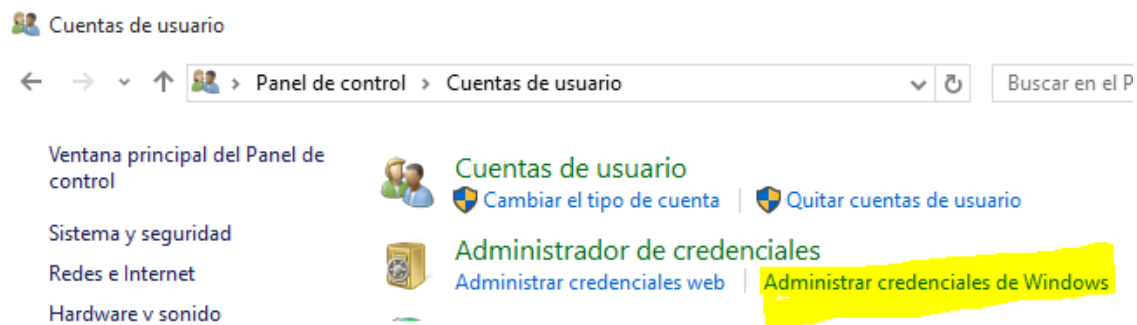 Cuentas de usuario
Panel de control > Cuentas de usuario
Buscar en el P
Ventana principal del Panel de
control
Sistema y seguridad
Redes e Internet
Hardware y sonido
Cuentas de usuario
Cambiar el tipo de cuenta
Quitar cuentas de usuario
Administrador de credenciales
Administrar credenciales web
Administrar credenciales de Windows